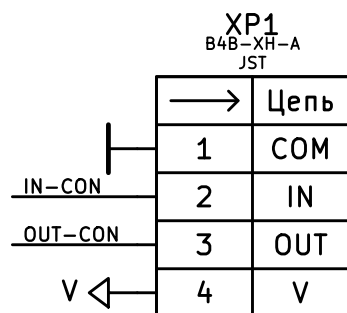 XP1
B4B-XH-A
JST
Цепь
1 COM
IN-CON 2 IN
OUT-CON 3 OUT
V 4 V